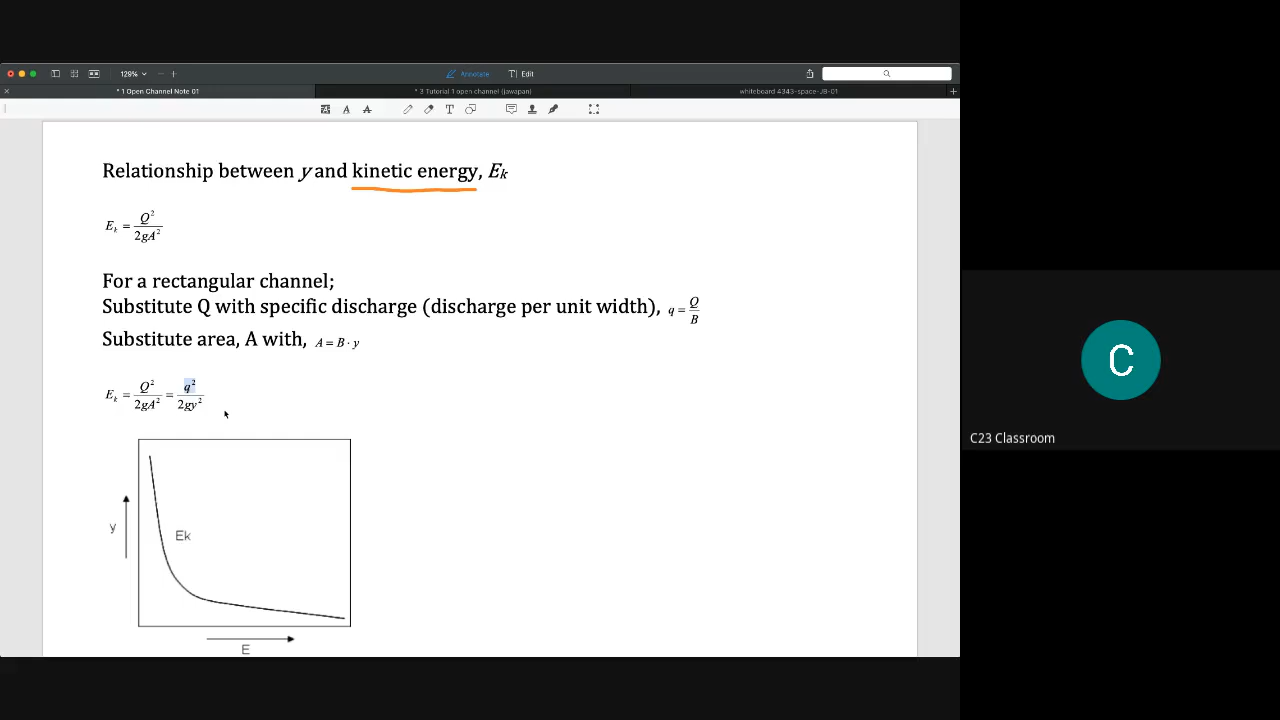 129%
Annotate
Edit
* 1 Open Channel Note 01
* 3 Tutorial 1 open channel (jawapan)
whiteboard 4343-space-JB-01
Relationship between y and kinetic energy, Eₖ
Eₖ = Q² / 2gA²
For a rectangular channel;
Substitute Q with specific discharge (discharge per unit width), q = Q / B
Substitute area, A with, A = B · y
Eₖ = Q² / 2gA² = q² / 2gy²
y
Ek
E
C
C23 Classroom